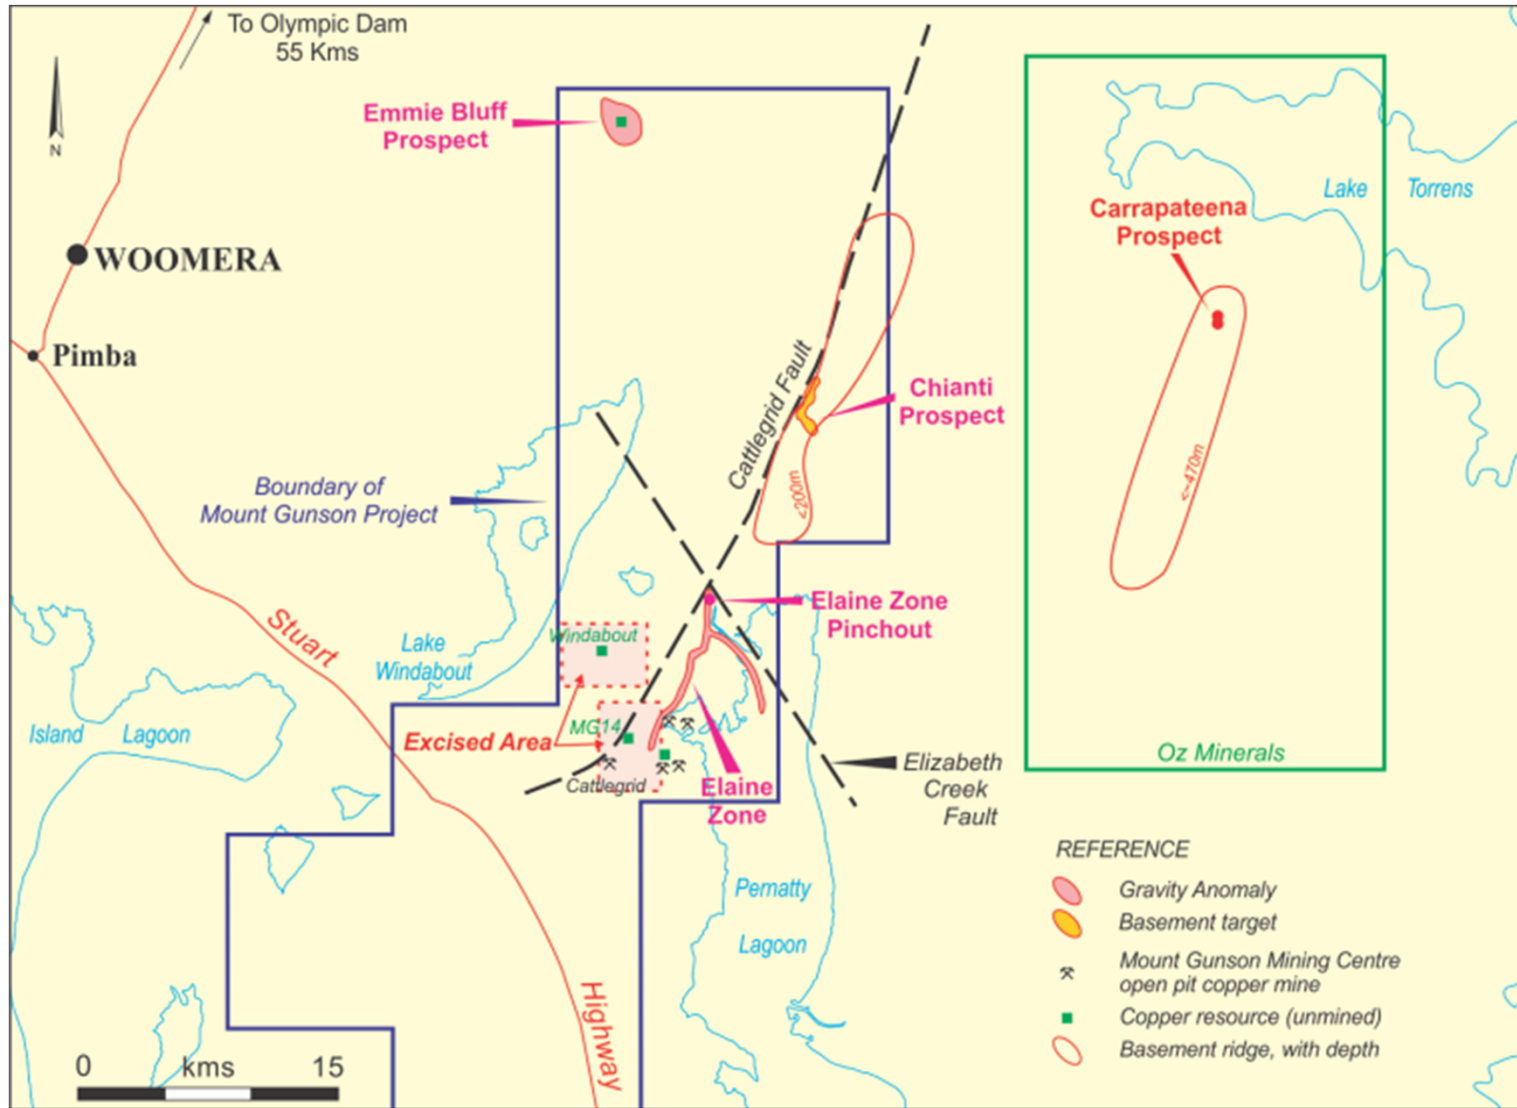 To Olympic Dam
55 Kms
N
Emmie Bluff
Prospect
WOOMERA
Pimba
Lake Torrens
Carrapateena
Prospect
Cattlegrid Fault
Chianti
Prospect
<200m
<~470m
Boundary of
Mount Gunson Project
Elaine Zone
Pinchout
Stuart
Windabout
Lake
Windabout
Island Lagoon
MG14
Excised Area
Cattlegrid
Elaine
Zone
Oz Minerals
Elizabeth
Creek
Fault
Pernatty
Lagoon
Highway
REFERENCE
Gravity Anomaly
Basement target
Mount Gunson Mining Centre
open pit copper mine
Copper resource (unmined)
Basement ridge, with depth
0 kms 15